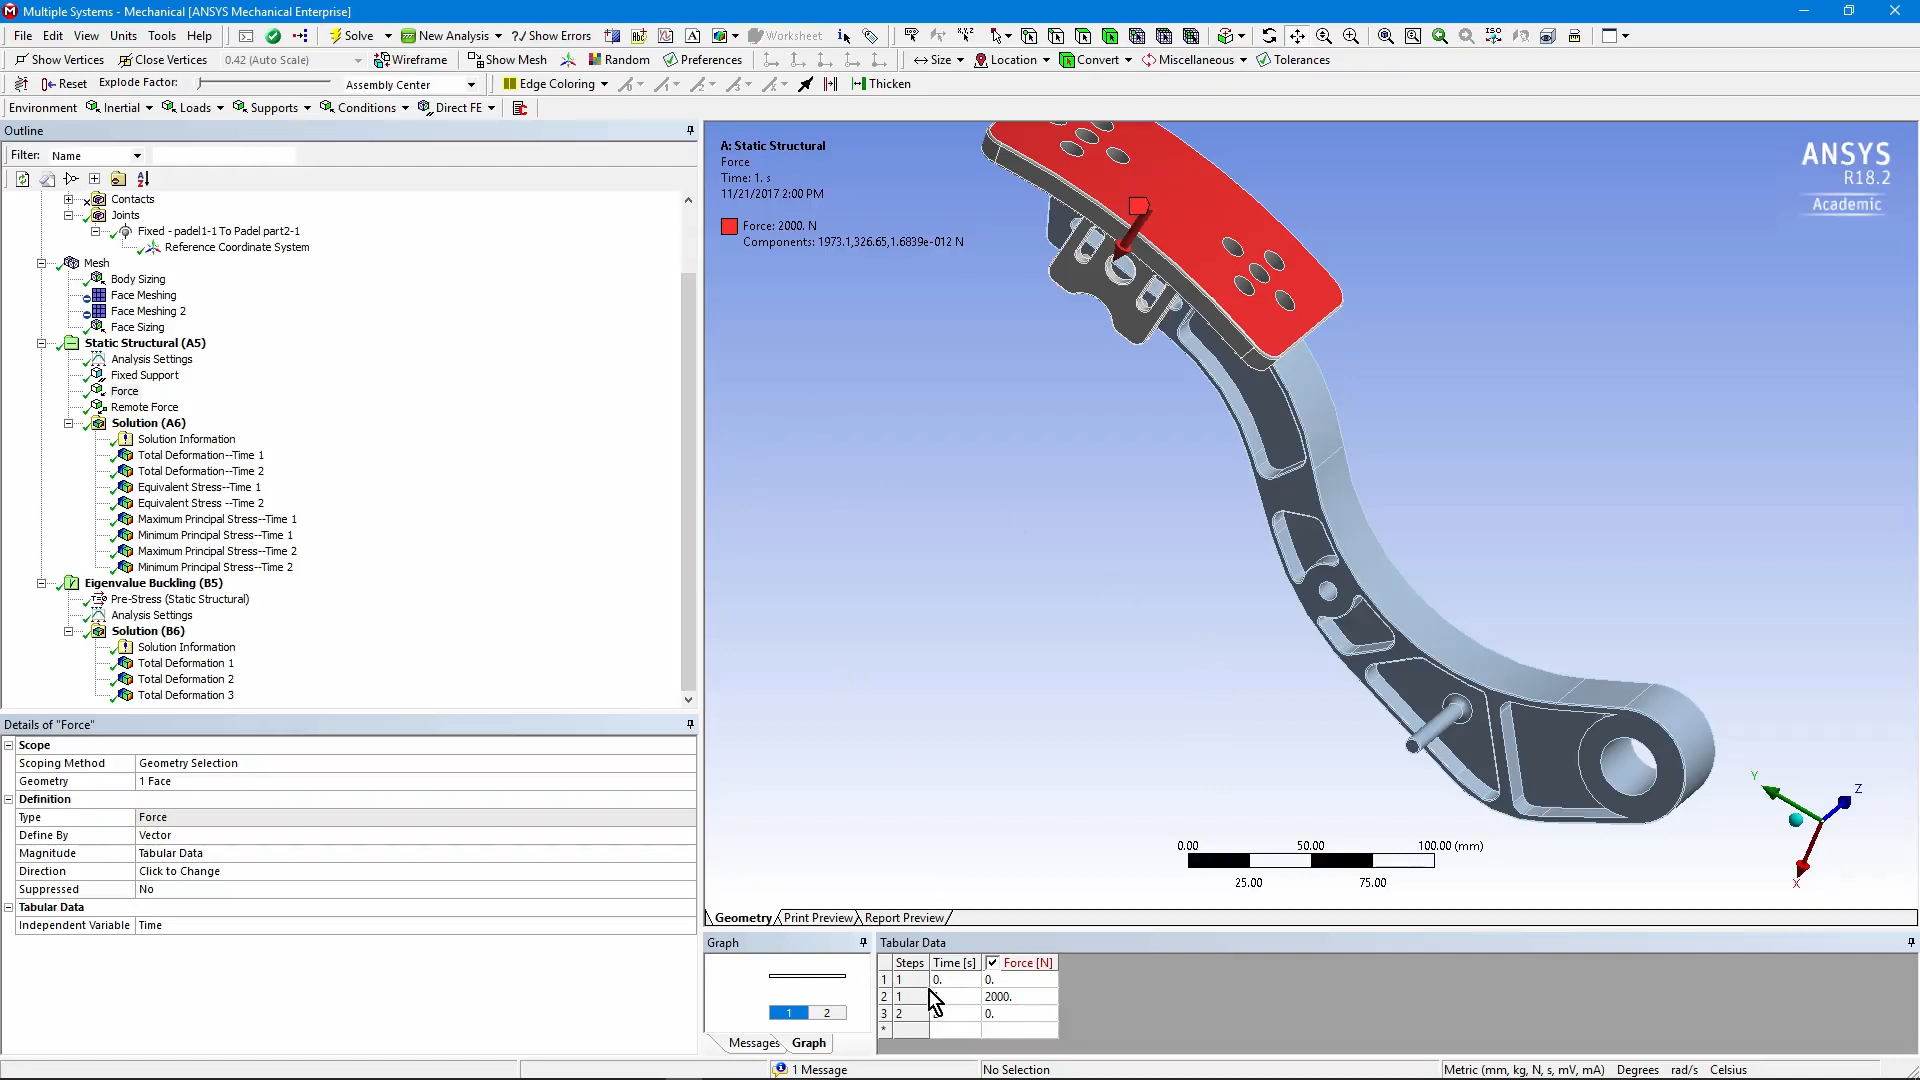 Multiple Systems - Mechanical [ANSYS Mechanical Enterprise]
File Edit View Units Tools Help Solve New Analysis ?/ Show Errors Worksheet
Show Vertices Close Vertices 0.42 (Auto Scale) Wireframe Show Mesh Random Preferences Size Location Convert Miscellaneous Tolerances
Reset Explode Factor: Assembly Center Edge Coloring Thicken
Environment Inertial Loads Supports Conditions Direct FE
Outline
Filter: Name
Contacts
Joints
Fixed - padel1-1 To Padel part2-1
Reference Coordinate System
Mesh
Body Sizing
Face Meshing
Face Meshing 2
Face Sizing
Static Structural (A5)
Analysis Settings
Fixed Support
Force
Remote Force
Solution (A6)
Solution Information
Total Deformation--Time 1
Total Deformation--Time 2
Equivalent Stress--Time 1
Equivalent Stress --Time 2
Maximum Principal Stress--Time 1
Minimum Principal Stress--Time 1
Maximum Principal Stress--Time 2
Minimum Principal Stress--Time 2
Eigenvalue Buckling (B5)
Pre-Stress (Static Structural)
Analysis Settings
Solution (B6)
Solution Information
Total Deformation 1
Total Deformation 2
Total Deformation 3
Details of "Force"
Scope
Scoping Method Geometry Selection
Geometry 1 Face
Definition
Type Force
Define By Vector
Magnitude Tabular Data
Direction Click to Change
Suppressed No
Tabular Data
Independent Variable Time
A: Static Structural
Force
Time: 1. s
11/21/2017 2:00 PM
Force: 2000. N
Components: 1973.1,326.65,1.6839e-012 N
ANSYS
R18.2
Academic
Y Z
X
0.00 50.00 100.00 (mm)
25.00 75.00
Geometry Print Preview Report Preview
Graph
1 2
Messages Graph
Tabular Data
Steps Time [s] Force [N]
1 1 0. 0.
2 1 2000.
3 2 0.
*
1 Message No Selection Metric (mm, kg, N, s, mV, mA) Degrees rad/s Celsius